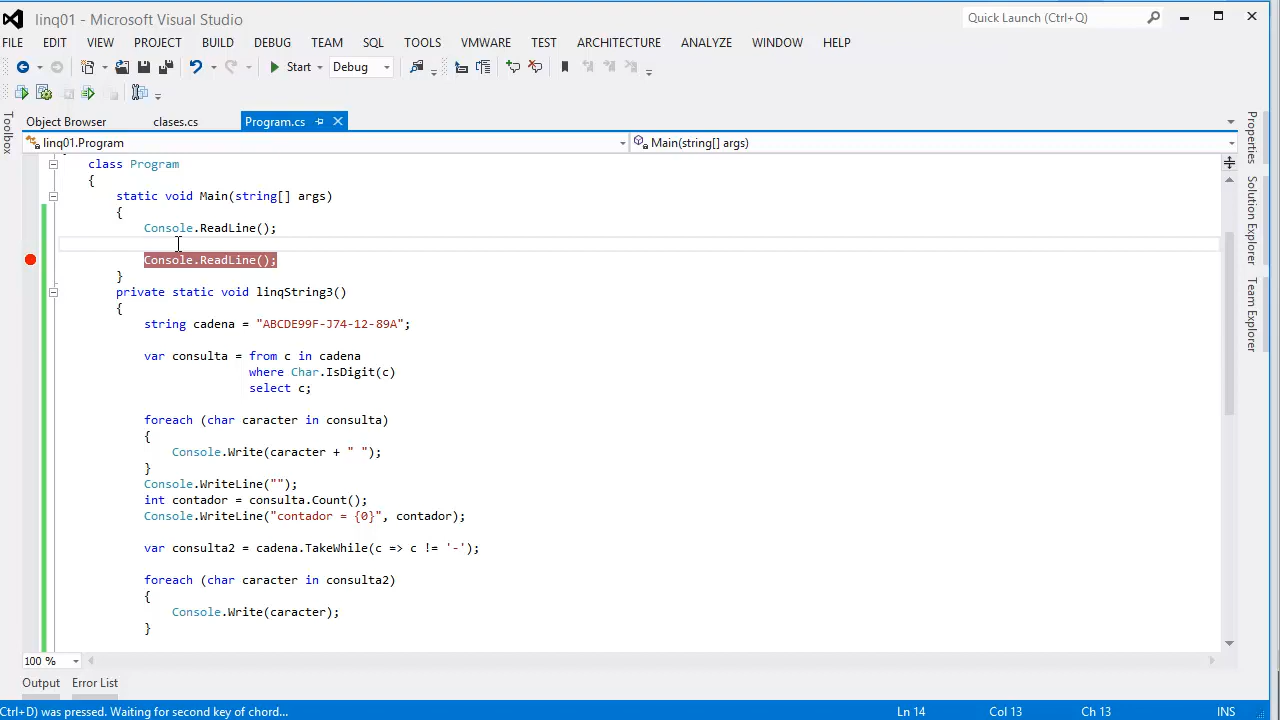 linq01 - Microsoft Visual Studio
Quick Launch (Ctrl+Q)
FILE EDIT VIEW PROJECT BUILD DEBUG TEAM SQL TOOLS VMWARE TEST ARCHITECTURE ANALYZE WINDOW HELP
Start Debug
Object Browser clases.cs Program.cs
linq01.Program Main(string[] args)
Toolbox
Properties
Solution Explorer
Team Explorer
class Program
{
static void Main(string[] args)
{
Console.ReadLine();
Console.ReadLine();
}
private static void linqString3()
{
string cadena = "ABCDE99F-J74-12-89A";
var consulta = from c in cadena
where Char.IsDigit(c)
select c;
foreach (char caracter in consulta)
{
Console.Write(caracter + " ");
}
Console.WriteLine("");
int contador = consulta.Count();
Console.WriteLine("contador = {0}", contador);
var consulta2 = cadena.TakeWhile(c => c != '-');
foreach (char caracter in consulta2)
{
Console.Write(caracter);
}
100 %
Output Error List
(Ctrl+D) was pressed. Waiting for second key of chord... Ln 14 Col 13 Ch 13 INS